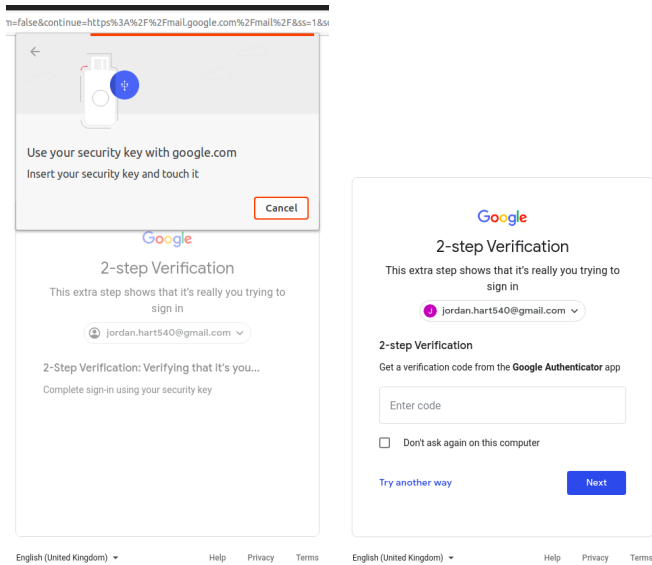 m=false&continue=https%3A%2F%2Fmail.google.com%2Fmail%2F&ss=1&s
Use your security key with google.com
Insert your security key and touch it
Cancel
Google
2-step Verification
This extra step shows that it's really you trying to
sign in
jordan.hart540@gmail.com
2-Step Verification: Verifying that it's you...
Complete sign-in using your security key
English (United Kingdom)
Help Privacy Terms
Google
2-step Verification
This extra step shows that it's really you trying to
sign in
J jordan.hart540@gmail.com
2-step Verification
Get a verification code from the Google Authenticator app
Enter code
Don't ask again on this computer
Try another way
Next
English (United Kingdom)
Help Privacy Terms